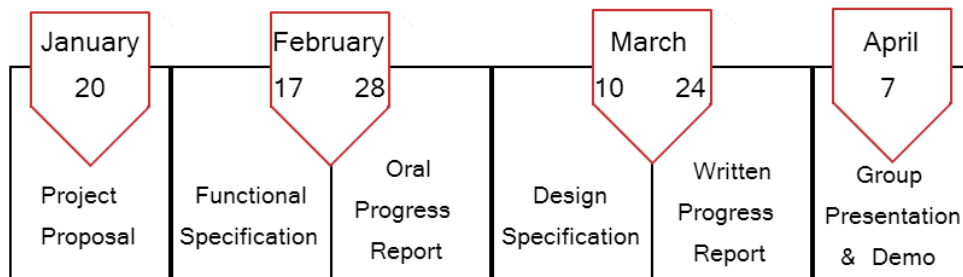 January
20
February
17 28
March
10 24
April
7
Project
Proposal
Functional
Specification
Oral
Progress
Report
Design
Specification
Written
Progress
Report
Group
Presentation
& Demo